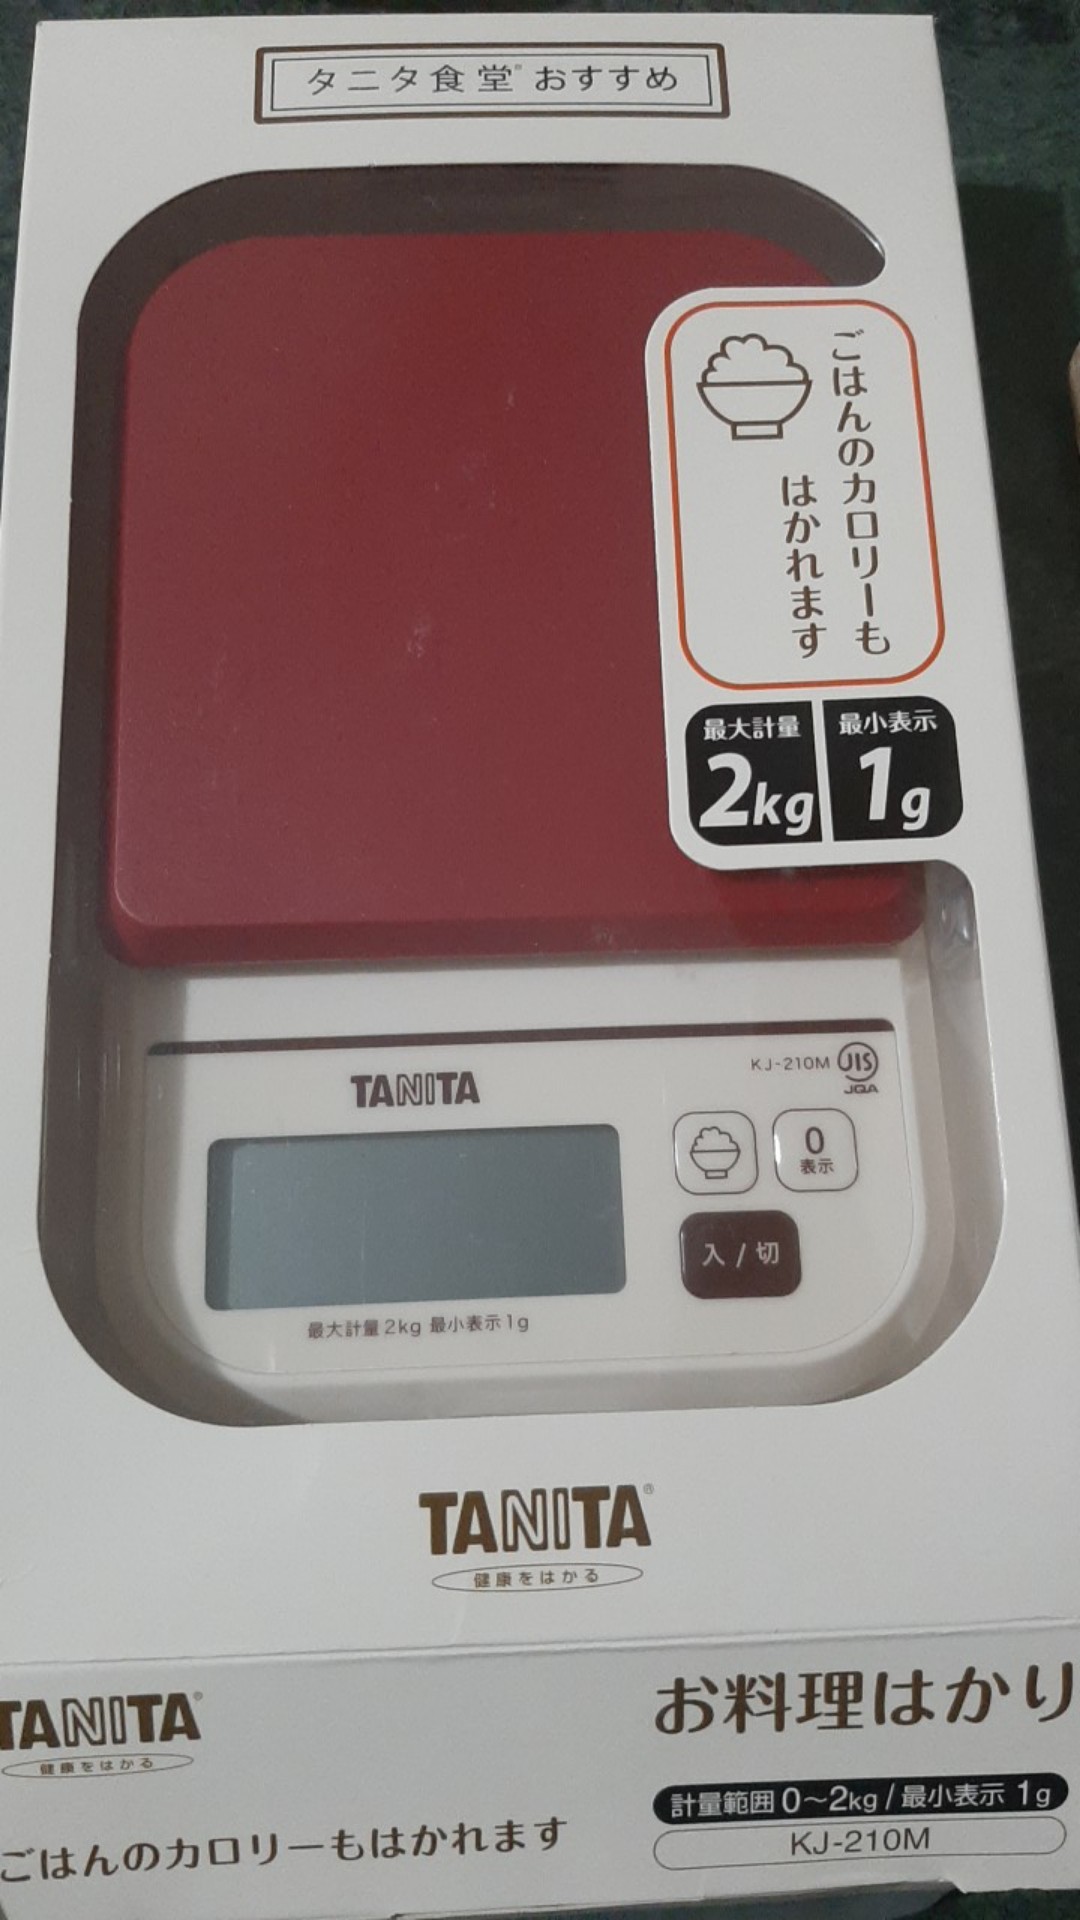 タニタ食堂®おすすめ
ごはんのカロリーも
はかれます
最大計量
2kg
最小表示
1g
TANITA
KJ-210M
JIS
JQA
0
表示
入/切
最大計量2kg 最小表示1g
TANITA®
健康をはかる
TANITA®
健康をはかる
ごはんのカロリーもはかれます
お料理はかり
計量範囲0〜2kg/最小表示 1g
KJ-210M